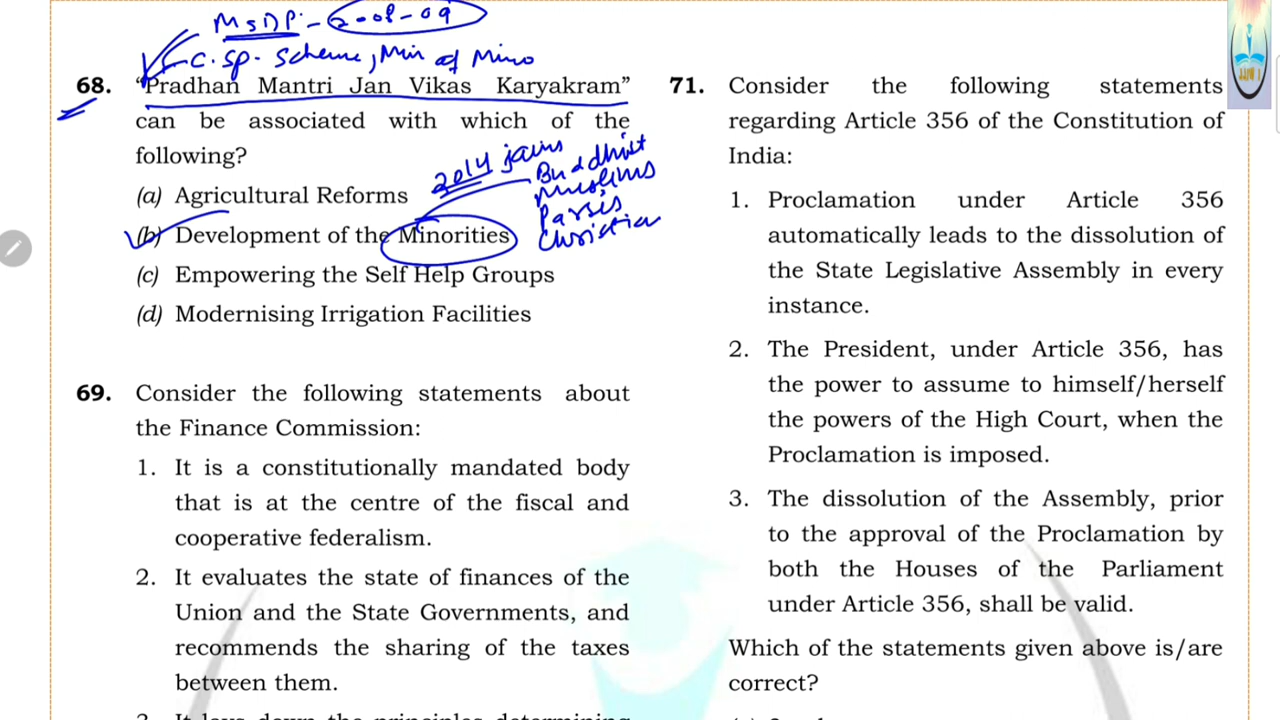 MsDP:- 2008-09
C. Sp. Scheme, Min of Mino
68. "Pradhan Mantri Jan Vikas Karyakram"
can be associated with which of the
following?
(a) Agricultural Reforms
(b) Development of the Minorities
(c) Empowering the Self Help Groups
(d) Modernising Irrigation Facilities
2014 jains
Buddhist
Muslims
Parsis
Christian
69. Consider the following statements about
the Finance Commission:
1. It is a constitutionally mandated body
that is at the centre of the fiscal and
cooperative federalism.
2. It evaluates the state of finances of the
Union and the State Governments, and
recommends the sharing of the taxes
between them.
3. It lays down the principles determining
71. Consider the following statements
regarding Article 356 of the Constitution of
India:
1. Proclamation under Article 356
automatically leads to the dissolution of
the State Legislative Assembly in every
instance.
2. The President, under Article 356, has
the power to assume to himself/herself
the powers of the High Court, when the
Proclamation is imposed.
3. The dissolution of the Assembly, prior
to the approval of the Proclamation by
both the Houses of the Parliament
under Article 356, shall be valid.
Which of the statements given above is/are
correct?